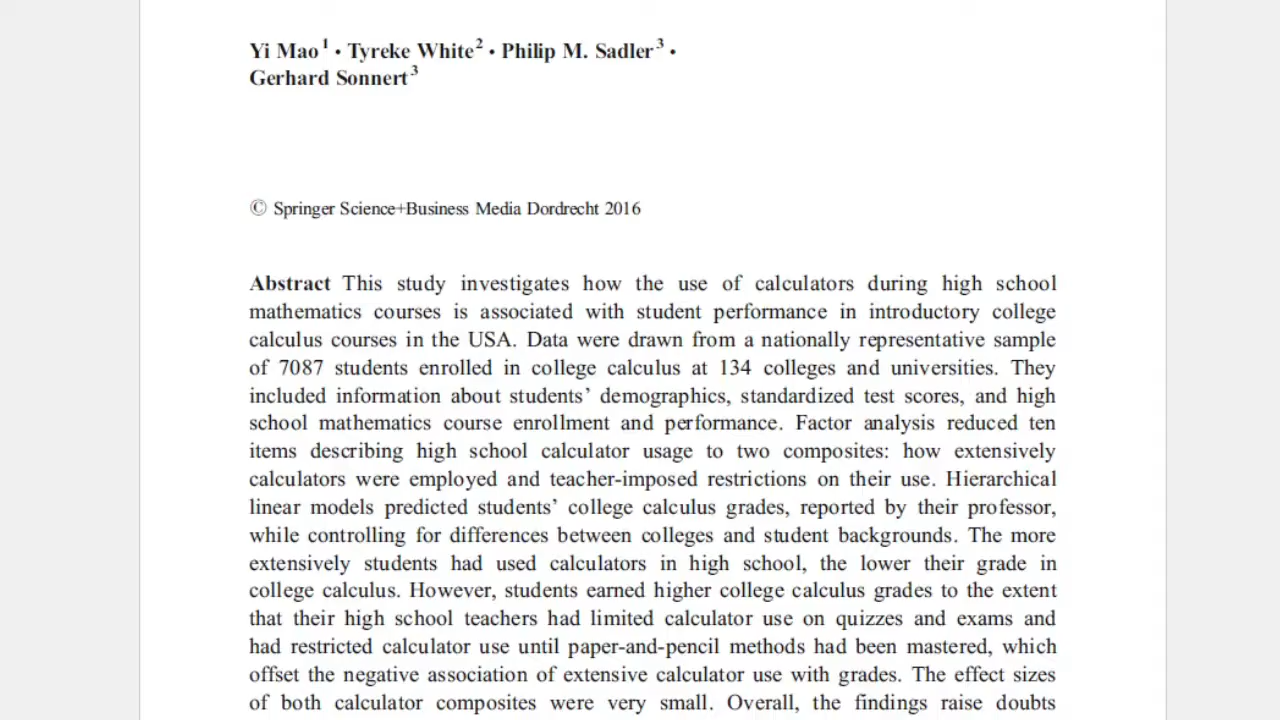 Yi Mao¹ · Tyreke White² · Philip M. Sadler³ ·
Gerhard Sonnert³
© Springer Science+Business Media Dordrecht 2016
Abstract This study investigates how the use of calculators during high school
mathematics courses is associated with student performance in introductory college
calculus courses in the USA. Data were drawn from a nationally representative sample
of 7087 students enrolled in college calculus at 134 colleges and universities. They
included information about students’ demographics, standardized test scores, and high
school mathematics course enrollment and performance. Factor analysis reduced ten
items describing high school calculator usage to two composites: how extensively
calculators were employed and teacher-imposed restrictions on their use. Hierarchical
linear models predicted students’ college calculus grades, reported by their professor,
while controlling for differences between colleges and student backgrounds. The more
extensively students had used calculators in high school, the lower their grade in
college calculus. However, students earned higher college calculus grades to the extent
that their high school teachers had limited calculator use on quizzes and exams and
had restricted calculator use until paper-and-pencil methods had been mastered, which
offset the negative association of extensive calculator use with grades. The effect sizes
of both calculator composites were very small. Overall, the findings raise doubts